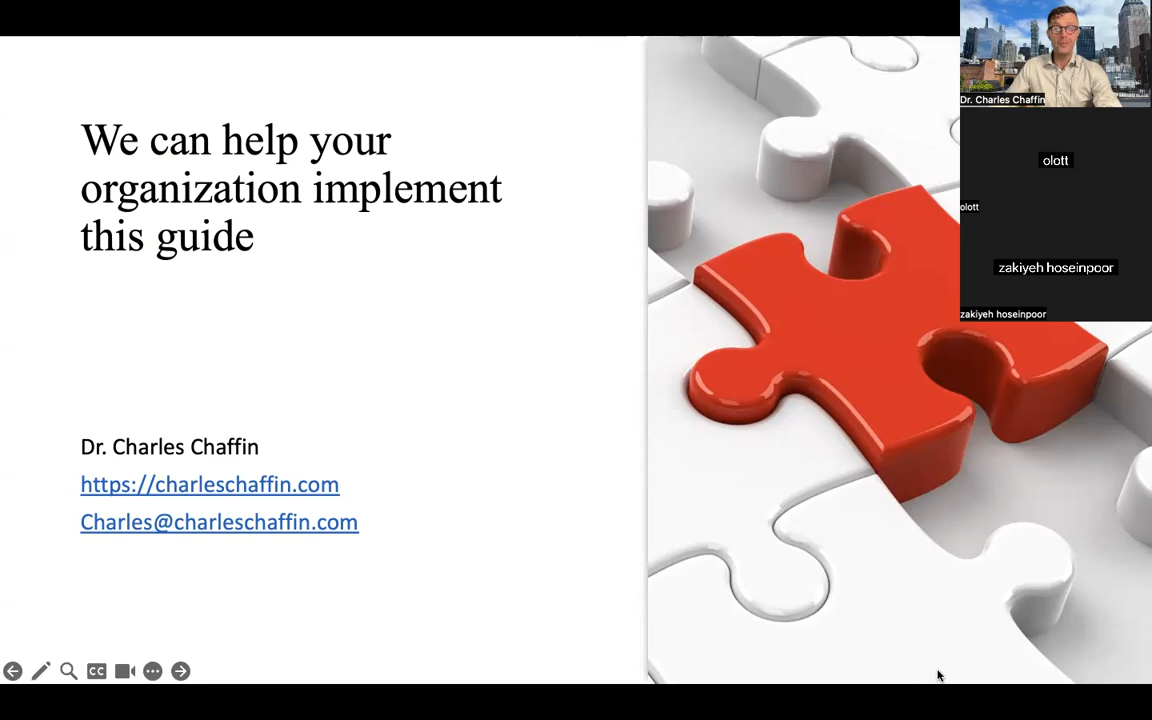 We can help your
organization implement
this guide
Dr. Charles Chaffin
https://charleschaffin.com
Charles@charleschaffin.com
Dr. Charles Chaffin
olott
olott
zakiyeh hoseinpoor
zakiyeh hoseinpoor
CC